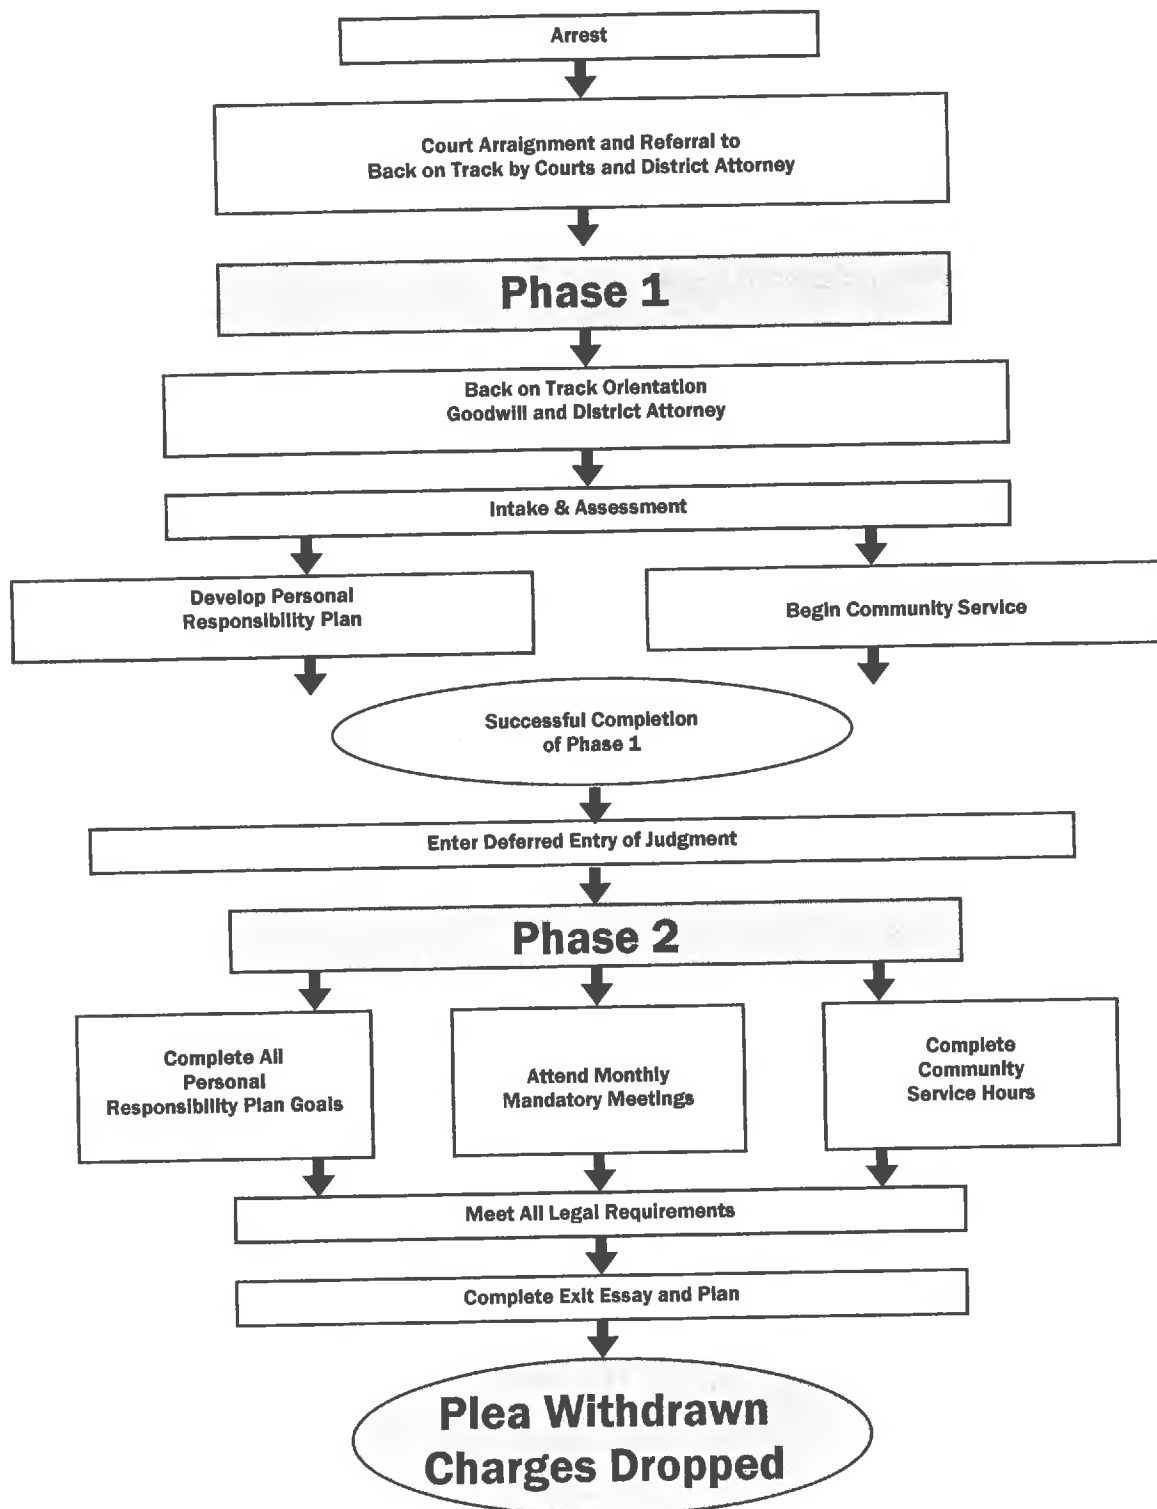 Arrest
Court Arraignment and Referral to
Back on Track by Courts and District Attorney
Phase 1
Back on Track Orientation
Goodwill and District Attorney
Intake & Assessment
Develop Personal
Responsibility Plan
Begin Community Service
Successful Completion
of Phase 1
Enter Deferred Entry of Judgment
Phase 2
Complete All
Personal
Responsibility Plan Goals
Attend Monthly
Mandatory Meetings
Complete
Community
Service Hours
Meet All Legal Requirements
Complete Exit Essay and Plan
Plea Withdrawn
Charges Dropped